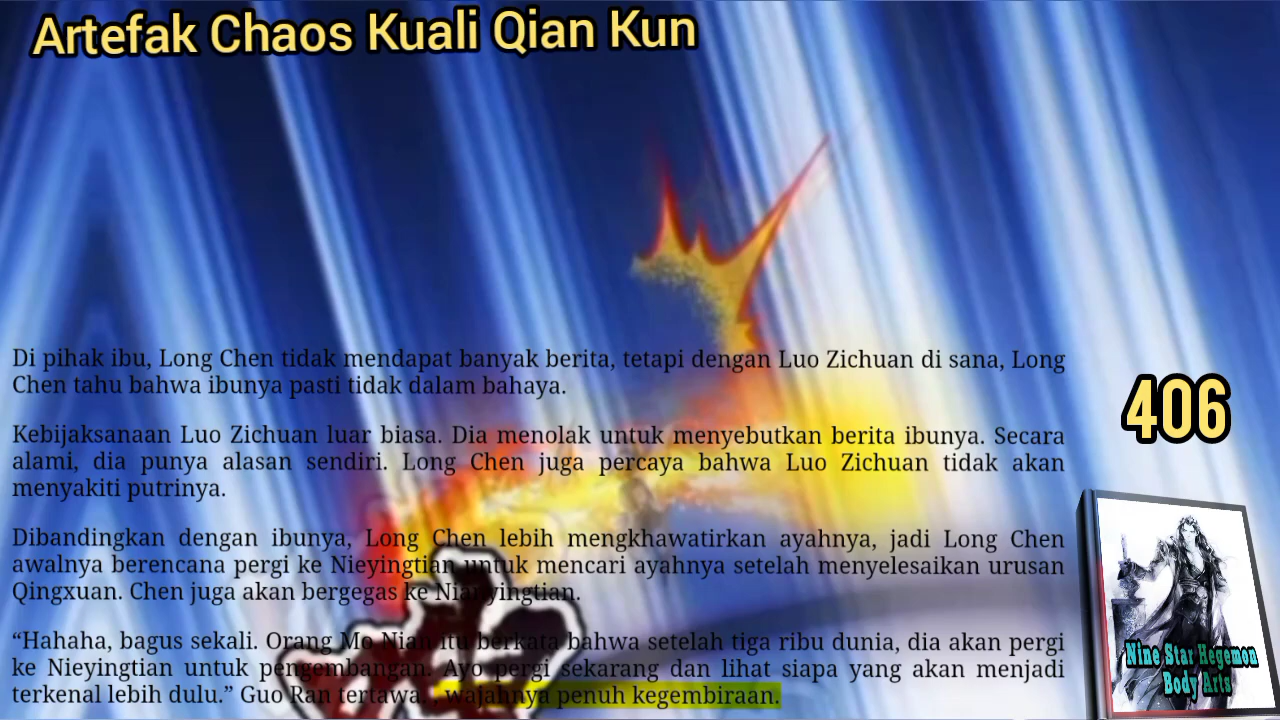 Artefak Chaos Kuali Qian Kun
Di pihak ibu, Long Chen tidak mendapat banyak berita, tetapi dengan Luo Zichuan di sana, Long
Chen tahu bahwa ibunya pasti tidak dalam bahaya.
Kebijaksanaan Luo Zichuan luar biasa. Dia menolak untuk menyebutkan berita ibunya. Secara
alami, dia punya alasan sendiri. Long Chen juga percaya bahwa Luo Zichuan tidak akan
menyakiti putrinya.
Dibandingkan dengan ibunya, Long Chen lebih mengkhawatirkan ayahnya, jadi Long Chen
awalnya berencana pergi ke Nieyingtian untuk mencari ayahnya setelah menyelesaikan urusan
Qingxuan. Chen juga akan bergegas ke Nianyingtian.
“Hahaha, bagus sekali. Orang Mo Nian itu berkata bahwa setelah tiga ribu dunia, dia akan pergi
ke Nieyingtian untuk pengembangan. Ayo pergi sekarang dan lihat siapa yang akan menjadi
terkenal lebih dulu.” Guo Ran tertawa. , wajahnya penuh kegembiraan.
406
Nine Star Hegemon
Body Arts